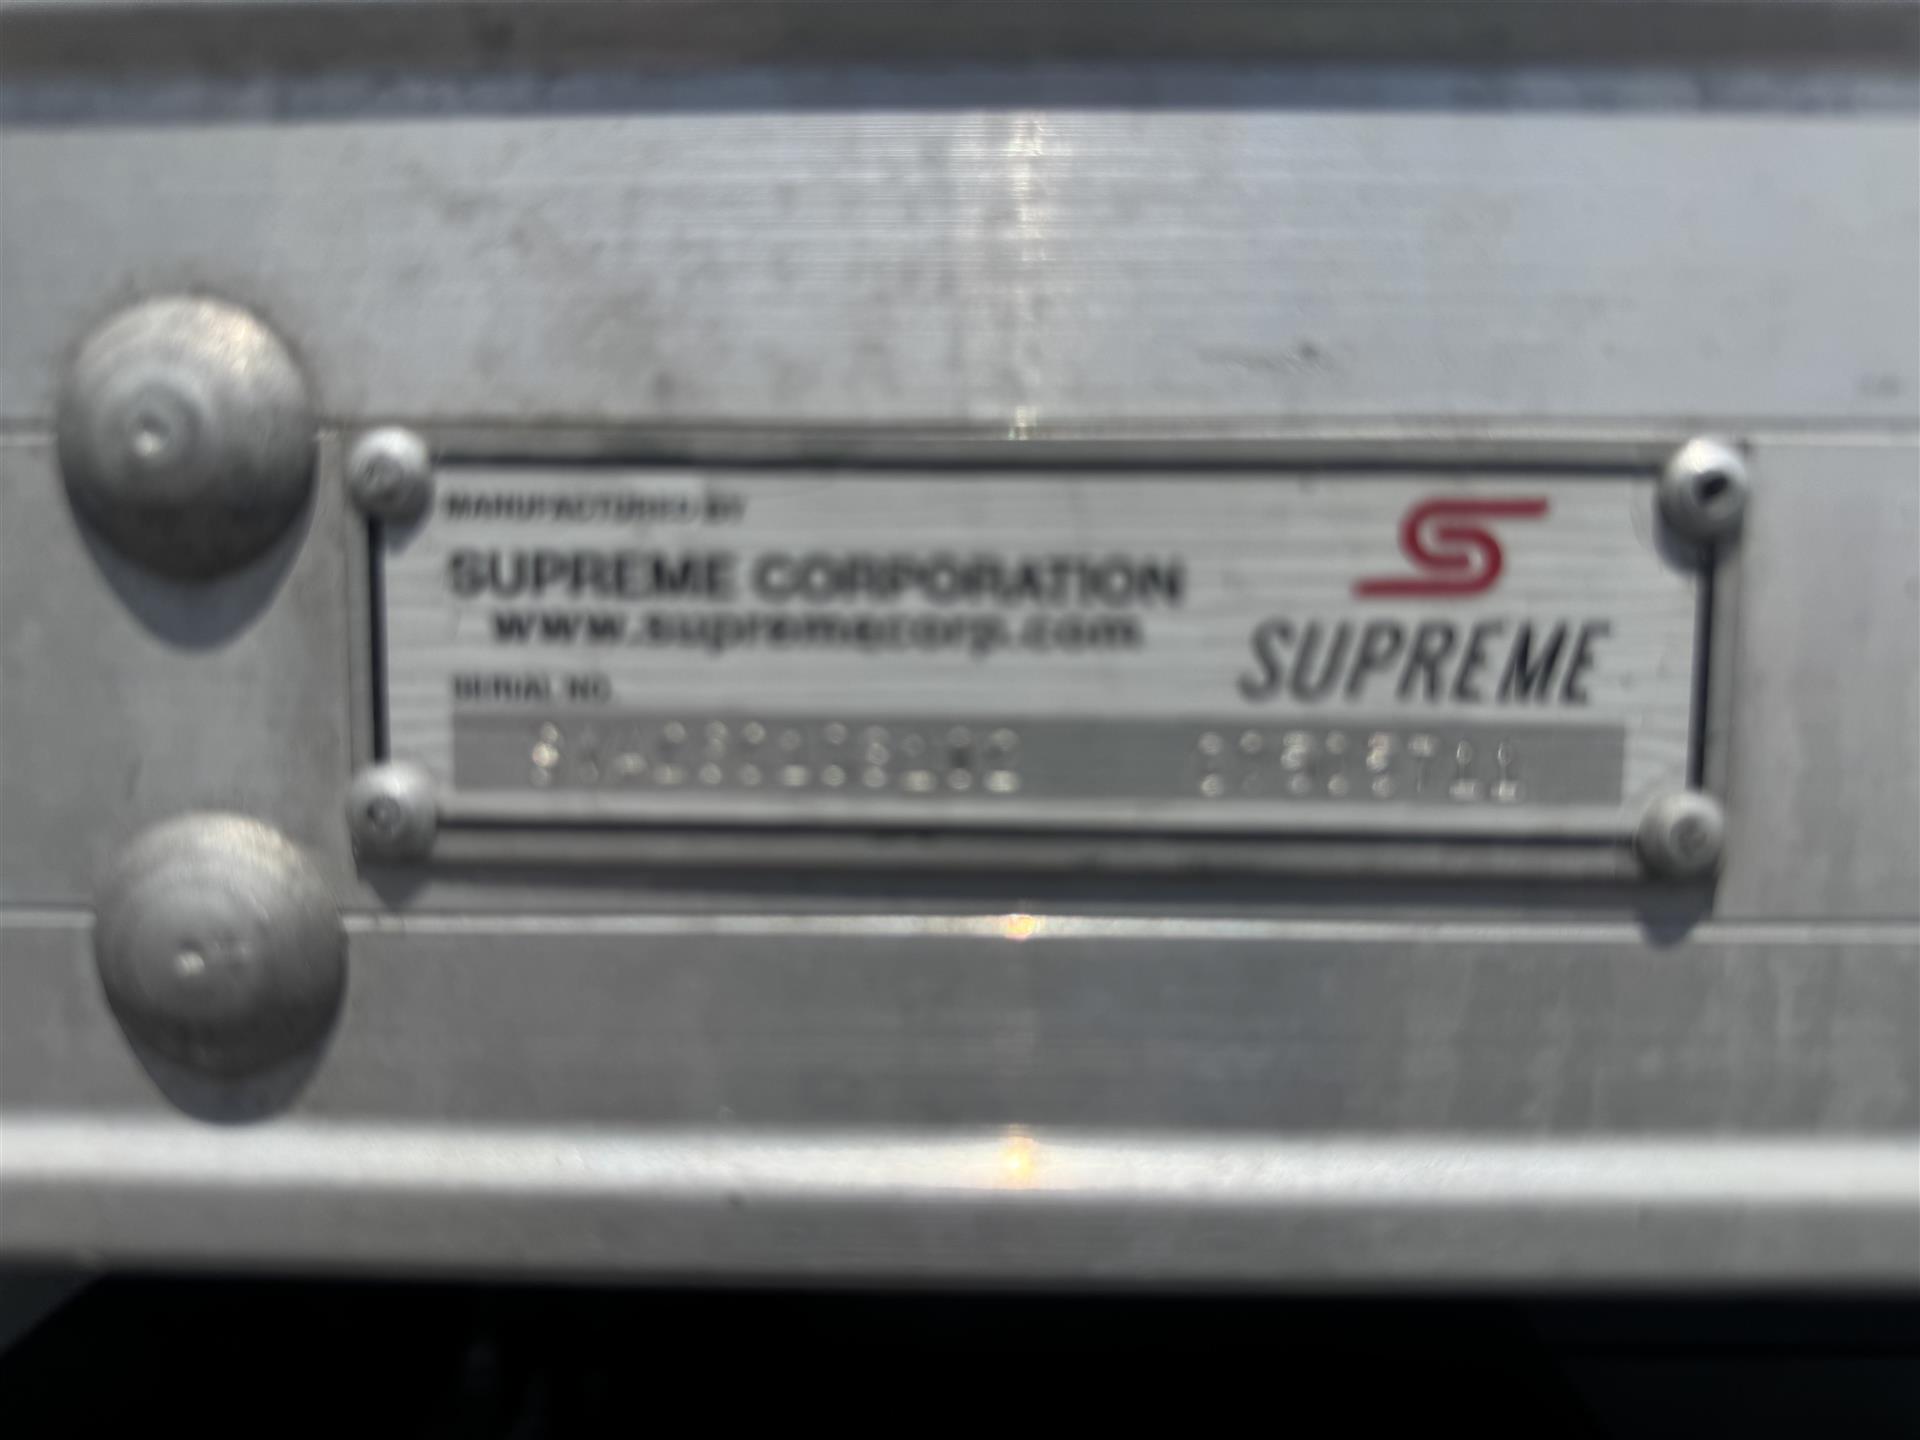 MANUFACTURED BY
SUPREME CORPORATION
www.supremecorp.com
SUPREME
SERIAL NO.